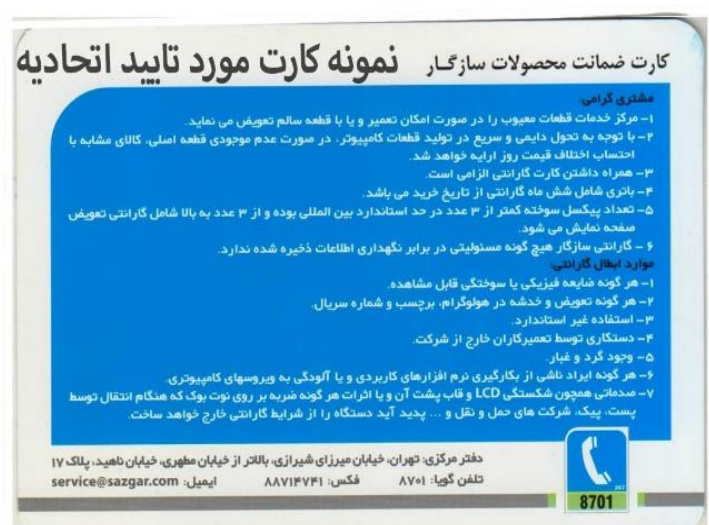 کارت ضمانت محصولات سازگـار نمونه کارت مورد تایید اتحادیه
مشتری گرامی:
۱- مرکز خدمات قطعات معیوب را در صورت امکان تعمیر و یا با قطعه سالم تعویض می نماید.
۲- با توجه به تحول دایمی و سریع در تولید قطعات کامپیوتر، در صورت عدم موجودی قطعه اصلی، کالای مشابه با
احتساب اختلاف قیمت روز ارایه خواهد شد.
۳- همراه داشتن کارت گارانتی الزامی است.
۴- باتری شامل شش ماه گارانتی از تاریخ خرید می باشد.
۵- تعداد پیکسل سوخته کمتر از ۳ عدد در حد استاندارد بین المللی بوده و از ۳ عدد به بالا شامل گارانتی تعویض
صفحه نمایش می شود.
۶ - گارانتی سازگار هیچ گونه مسئولیتی در برابر نگهداری اطلاعات ذخیره شده ندارد.
موارد ابطال گارانتی:
۱- هر گونه ضایعه فیزیکی یا سوختگی قابل مشاهده.
۲- هر گونه تعویض و خدشه در هولوگرام، برچسب و شماره سریال.
۳- استفاده غیر استاندارد.
۴- دستکاری توسط تعمیرکاران خارج از شرکت.
۵- وجود گرد و غبار.
۶- هر گونه ایراد ناشی از بکارگیری نرم افزارهای کاربردی و یا آلودگی به ویروسهای کامپیوتری.
۷- صدماتی همچون شکستگی LCD و قاب پشت آن و یا اثرات هر گونه ضربه بر روی نوت بوک که هنگام انتقال توسط
پست، پیک، شرکت های حمل و نقل و ... پدید آید دستگاه را از شرایط گارانتی خارج خواهد ساخت.
دفتر مرکزی: تهران، خیابان میرزای شیرازی، بالاتر از خیابان مطهری، خیابان ناهید، پلاک ۱۷
تلفن گویا: ۸۷۰۱ فکس: ۸۸۷۱۴۷۴۱ ایمیل: service@sazgar.com
24/7
8701